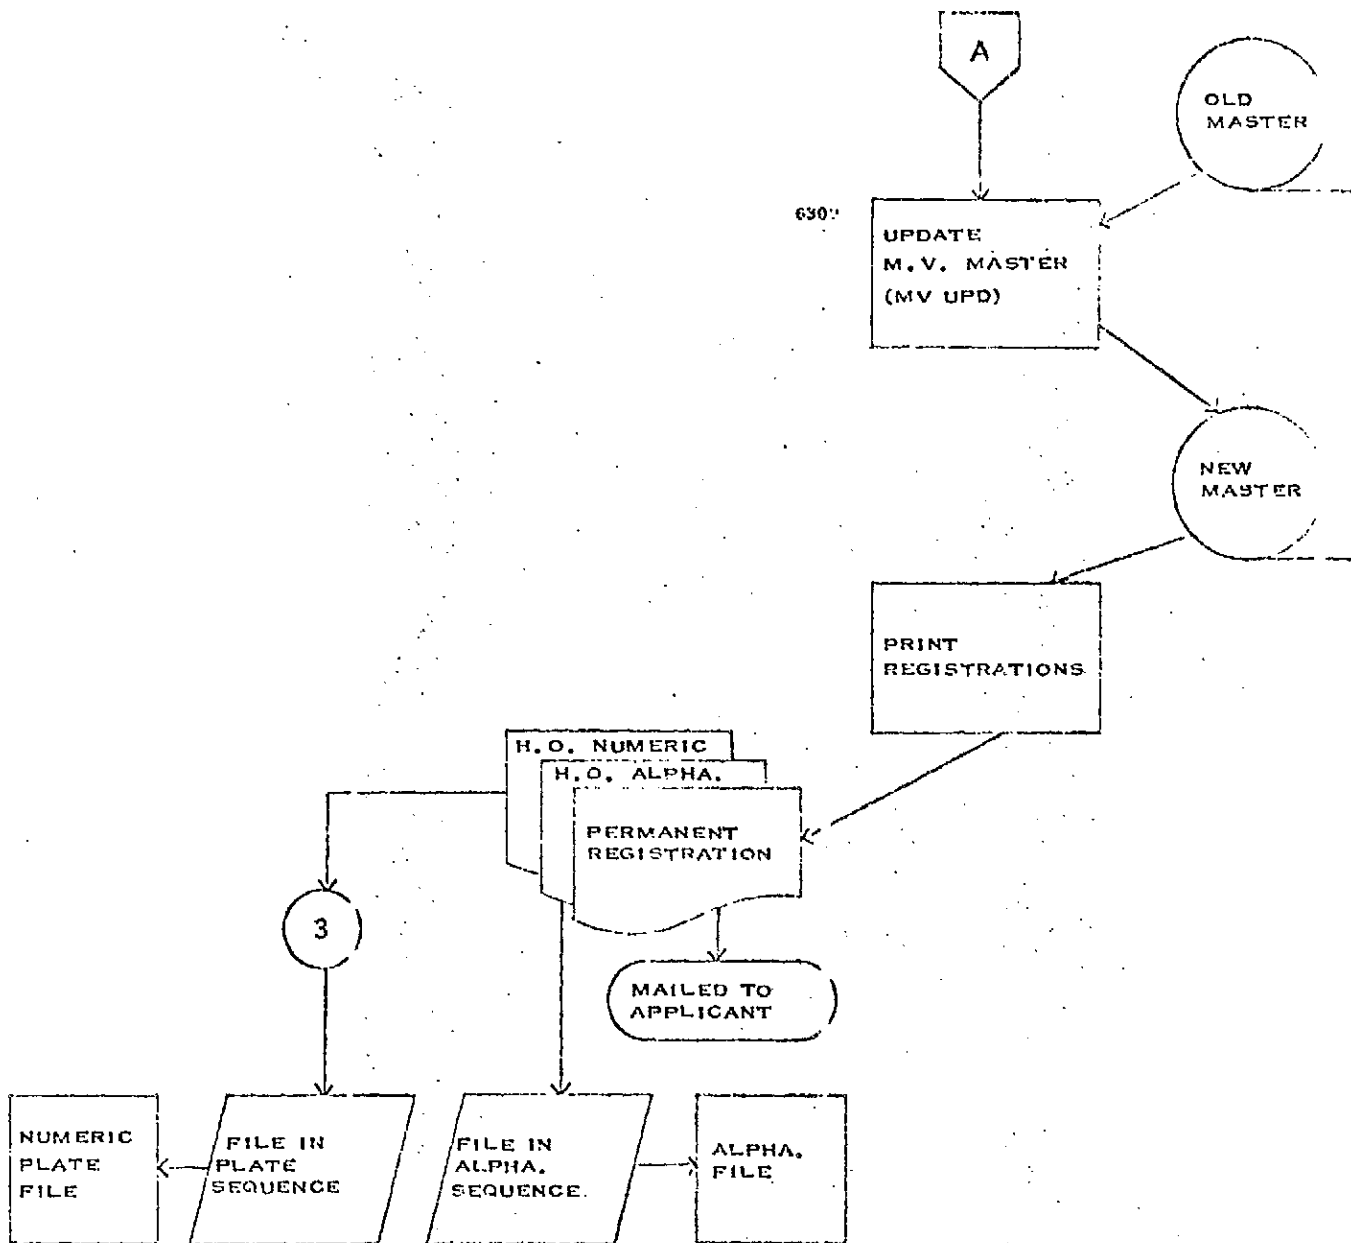 A
OLD
MASTER
UPDATE
M.V. MASTER
(MV UPD)
NEW
MASTER
PRINT
REGISTRATIONS
H.O. NUMERIC
H.O. ALPHA.
PERMANENT
REGISTRATION
3
MAILED TO
APPLICANT
NUMERIC
PLATE
FILE
FILE IN
PLATE
SEQUENCE
FILE IN
ALPHA.
SEQUENCE.
ALPHA.
FILE